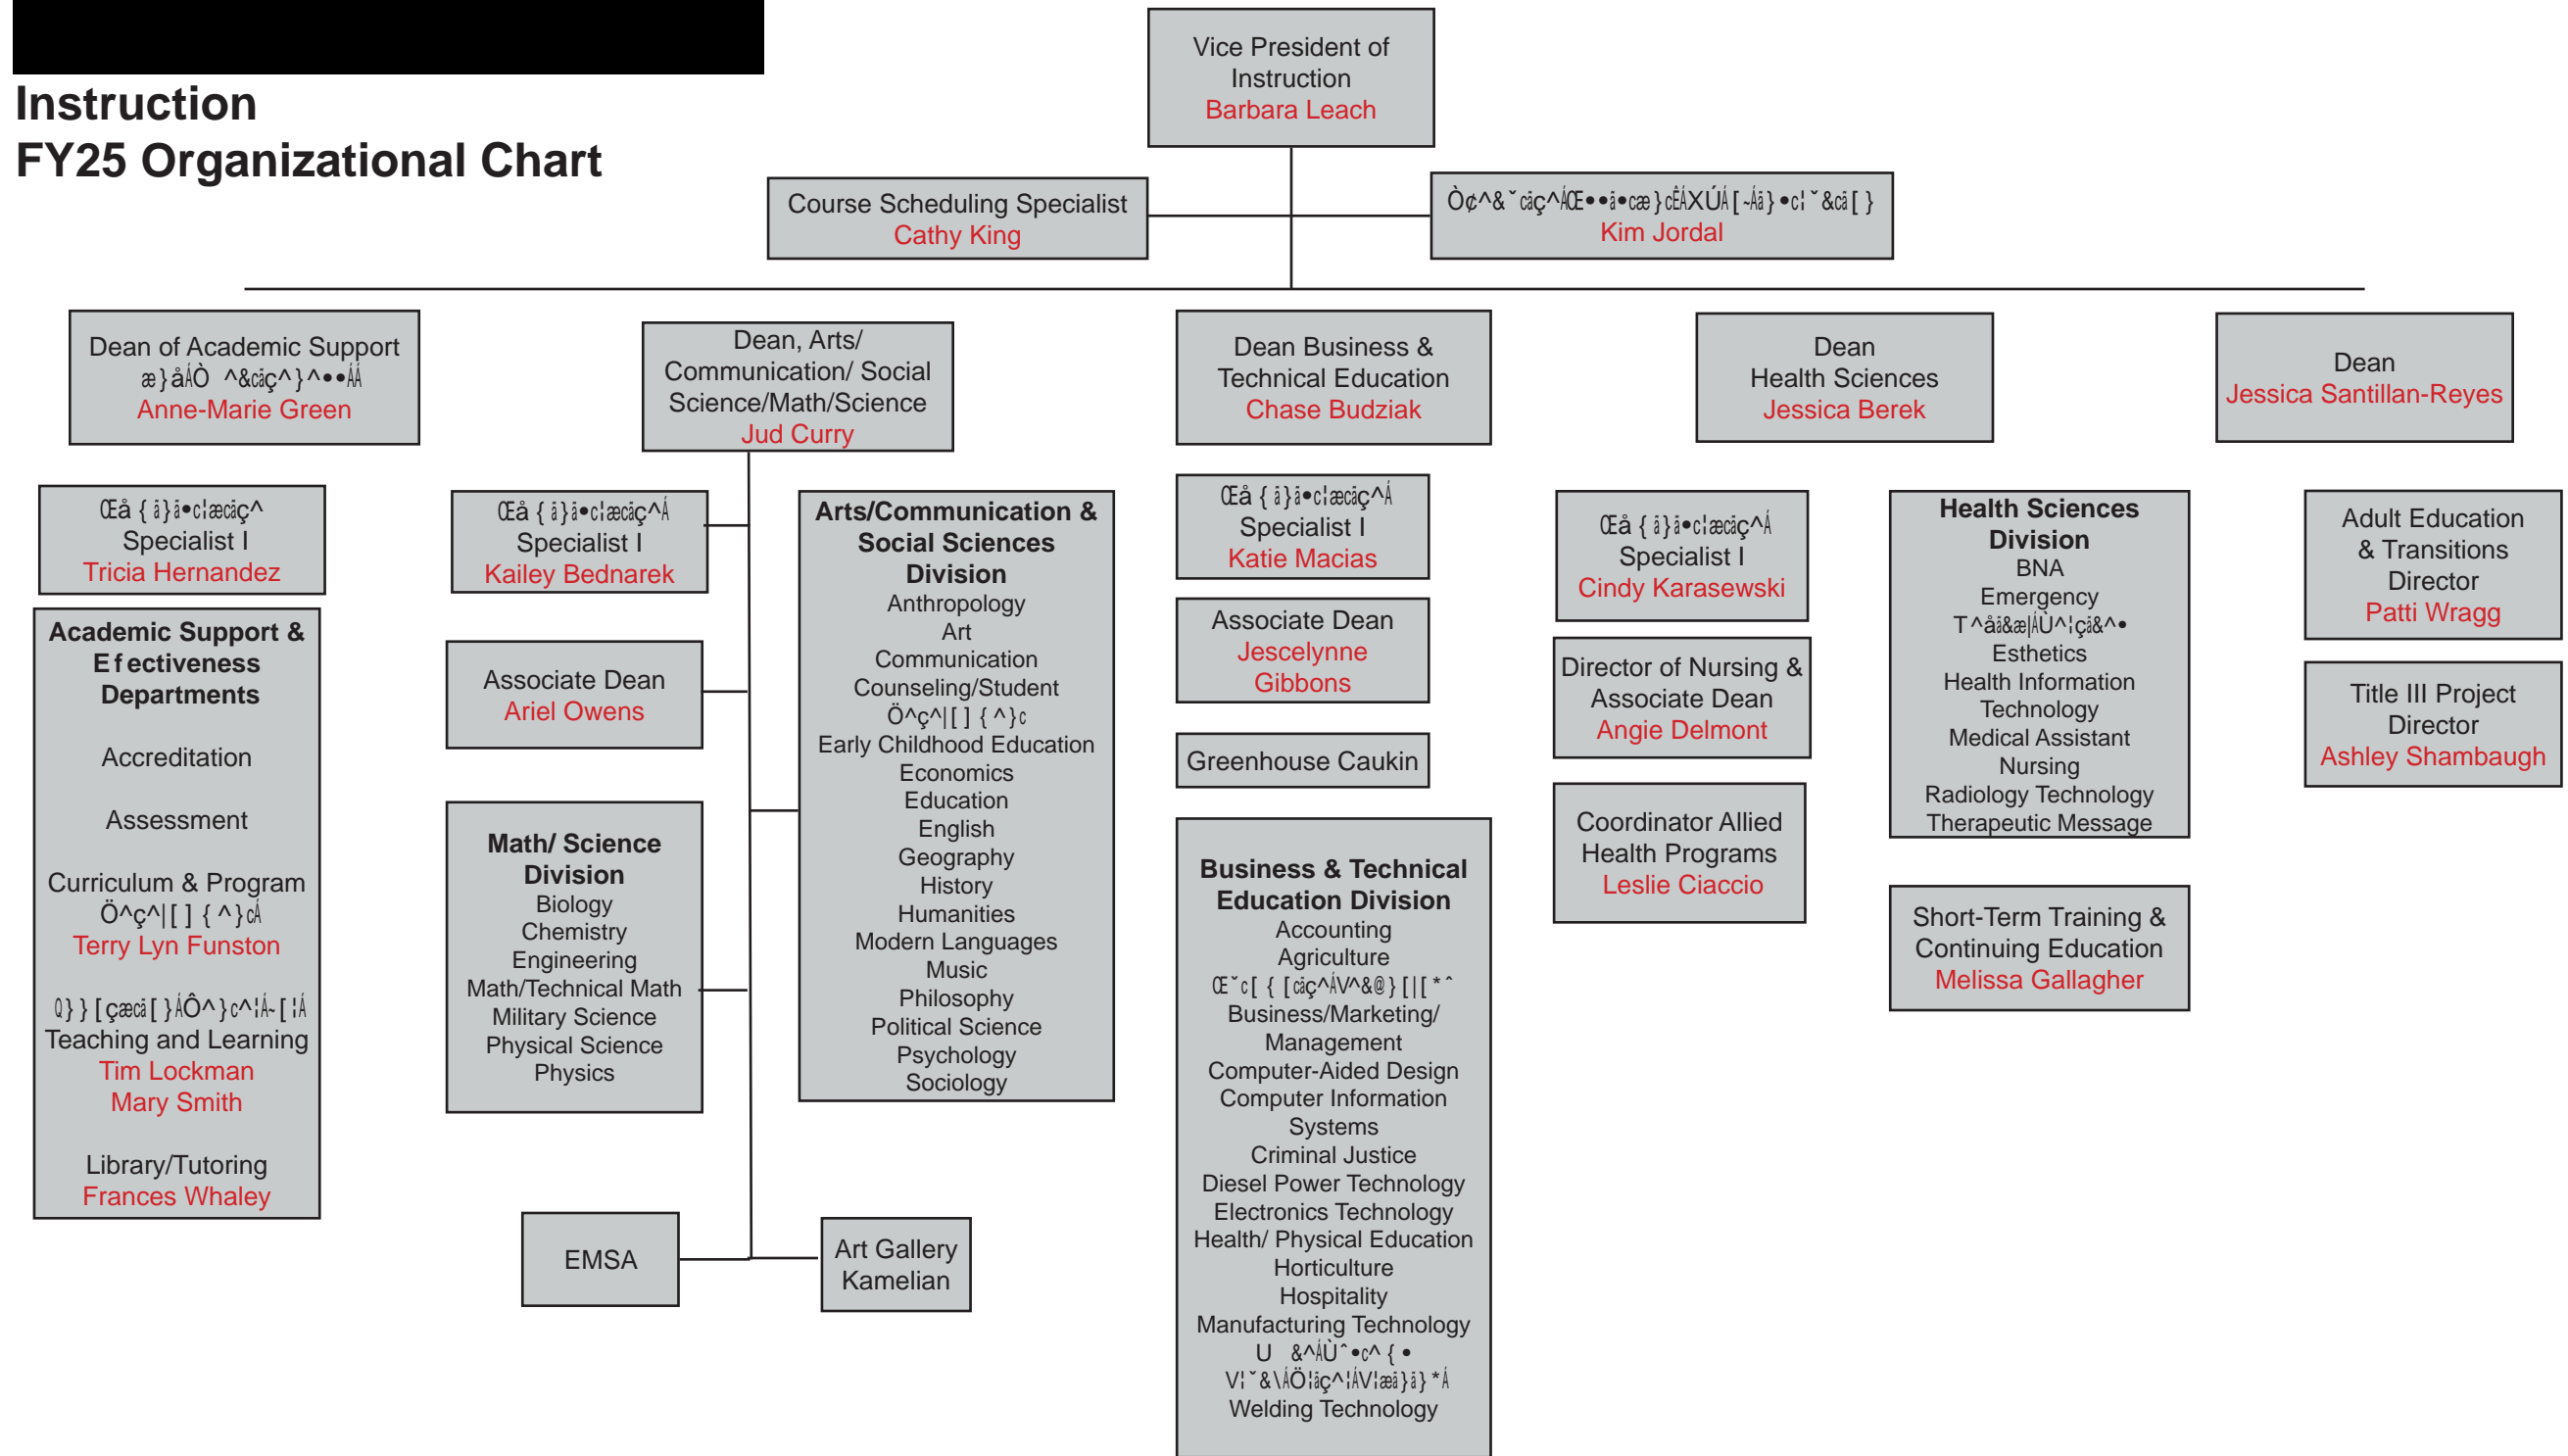 Instruction
FY25 Organizational Chart
Vice President of
Instruction
Barbara Leach
Course Scheduling Specialist
Cathy King
Kim Jordal
Dean of Academic Support
Anne-Marie Green
Dean, Arts/
Communication/ Social
Science/Math/Science
Jud Curry
Dean Business &
Technical Education
Chase Budziak
Dean
Health Sciences
Jessica Berek
Dean
Jessica Santillan-Reyes
Specialist I
Tricia Hernandez
Academic Support &
Ef ectiveness
Departments
Accreditation
Assessment
Curriculum & Program
Terry Lyn Funston
Teaching and Learning
Tim Lockman
Mary Smith
Library/Tutoring
Frances Whaley
Specialist I
Kailey Bednarek
Associate Dean
Ariel Owens
Math/ Science
Division
Biology
Chemistry
Engineering
Math/Technical Math
Military Science
Physical Science
Physics
EMSA
Arts/Communication &
Social Sciences
Division
Anthropology
Art
Communication
Counseling/Student
Early Childhood Education
Economics
Education
English
Geography
History
Humanities
Modern Languages
Music
Philosophy
Political Science
Psychology
Sociology
Art Gallery
Kamelian
Specialist I
Katie Macias
Associate Dean
Jescelynne
Gibbons
Greenhouse Caukin
Business & Technical
Education Division
Accounting
Agriculture
Business/Marketing/
Management
Computer-Aided Design
Computer Information
Systems
Criminal Justice
Diesel Power Technology
Electronics Technology
Health/ Physical Education
Horticulture
Hospitality
Manufacturing Technology
Welding Technology
Specialist I
Cindy Karasewski
Director of Nursing &
Associate Dean
Angie Delmont
Coordinator Allied
Health Programs
Leslie Ciaccio
Health Sciences
Division
BNA
Emergency
Esthetics
Health Information
Technology
Medical Assistant
Nursing
Radiology Technology
Therapeutic Message
Short-Term Training &
Continuing Education
Melissa Gallagher
Adult Education
& Transitions
Director
Patti Wragg
Title III Project
Director
Ashley Shambaugh